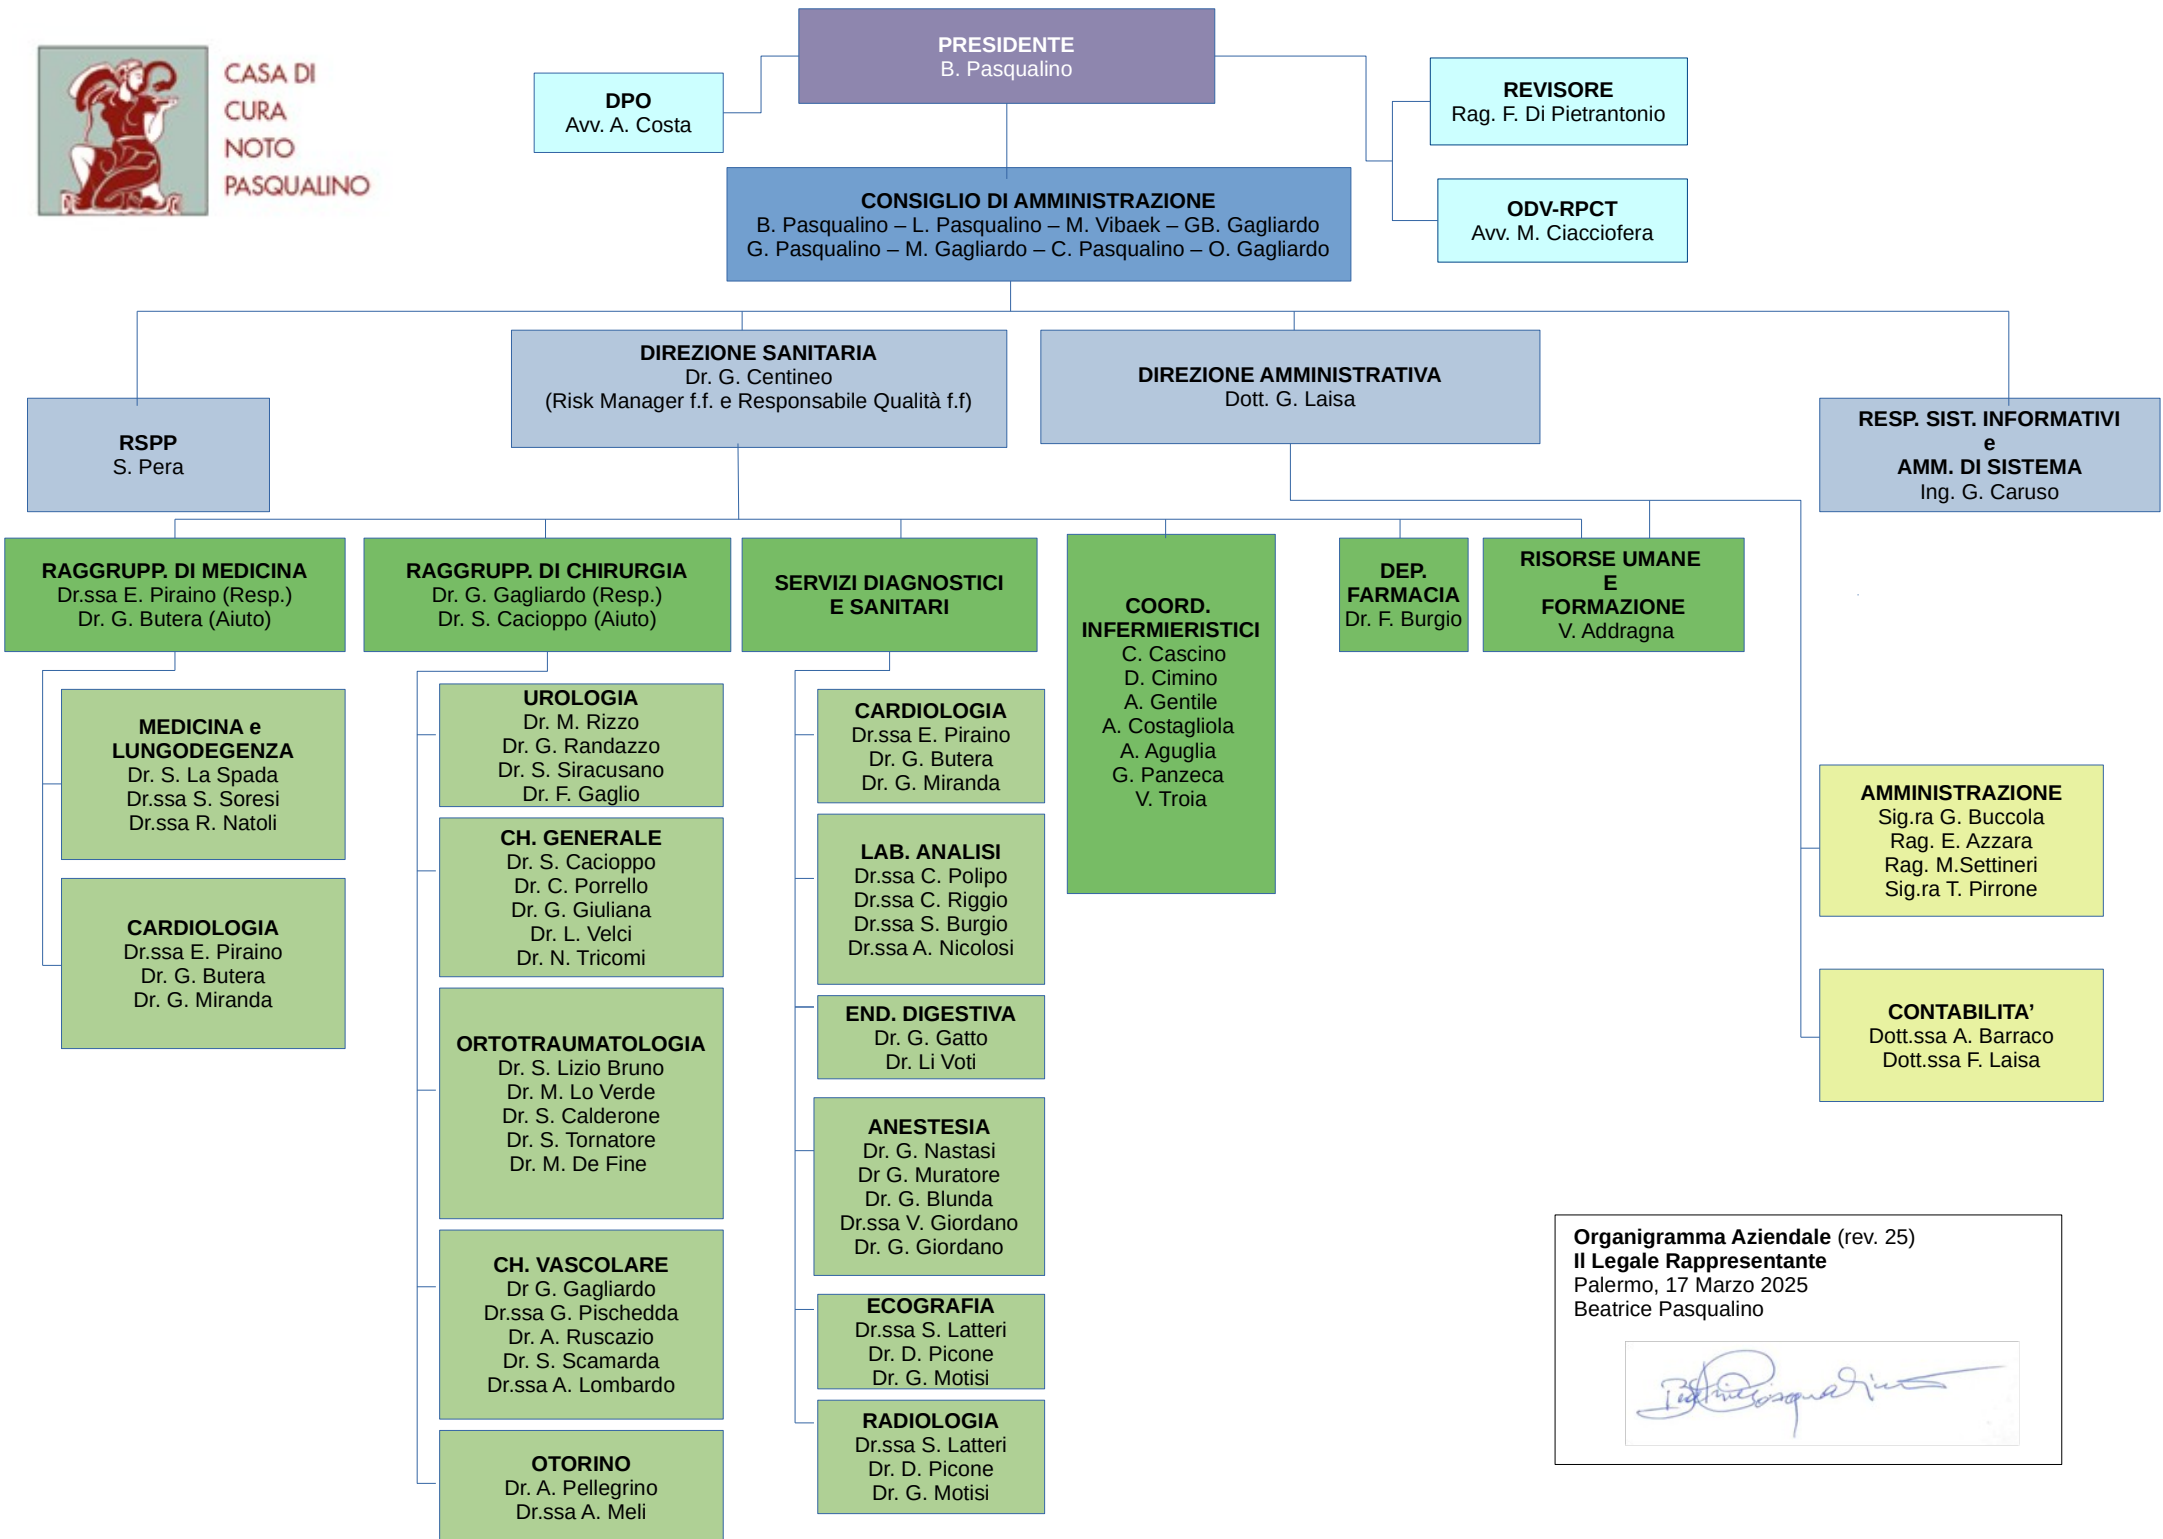 CASA DI
CURA
NOTO
PASQUALINO
PRESIDENTE
B. Pasqualino
DPO
Avv. A. Costa
REVISORE
Rag. F. Di Pietrantonio
ODV-RPCT
Avv. M. Ciacciofera
CONSIGLIO DI AMMINISTRAZIONE
B. Pasqualino – L. Pasqualino – M. Vibaek – GB. Gagliardo
G. Pasqualino – M. Gagliardo – C. Pasqualino – O. Gagliardo
RSPP
S. Pera
DIREZIONE SANITARIA
Dr. G. Centineo
(Risk Manager f.f. e Responsabile Qualità f.f)
DIREZIONE AMMINISTRATIVA
Dott. G. Laisa
RESP. SIST. INFORMATIVI
e
AMM. DI SISTEMA
Ing. G. Caruso
RAGGRUPP. DI MEDICINA
Dr.ssa E. Piraino (Resp.)
Dr. G. Butera (Aiuto)
MEDICINA e
LUNGODEGENZA
Dr. S. La Spada
Dr.ssa S. Soresi
Dr.ssa R. Natoli
CARDIOLOGIA
Dr.ssa E. Piraino
Dr. G. Butera
Dr. G. Miranda
RAGGRUPP. DI CHIRURGIA
Dr. G. Gagliardo (Resp.)
Dr. S. Cacioppo (Aiuto)
UROLOGIA
Dr. M. Rizzo
Dr. G. Randazzo
Dr. S. Siracusano
Dr. F. Gaglio
CH. GENERALE
Dr. S. Cacioppo
Dr. C. Porrello
Dr. G. Giuliana
Dr. L. Velci
Dr. N. Tricomi
ORTOTRAUMATOLOGIA
Dr. S. Lizio Bruno
Dr. M. Lo Verde
Dr. S. Calderone
Dr. S. Tornatore
Dr. M. De Fine
CH. VASCOLARE
Dr G. Gagliardo
Dr.ssa G. Pischedda
Dr. A. Ruscazio
Dr. S. Scamarda
Dr.ssa A. Lombardo
OTORINO
Dr. A. Pellegrino
Dr.ssa A. Meli
SERVIZI DIAGNOSTICI
E SANITARI
CARDIOLOGIA
Dr.ssa E. Piraino
Dr. G. Butera
Dr. G. Miranda
LAB. ANALISI
Dr.ssa C. Polipo
Dr.ssa C. Riggio
Dr.ssa S. Burgio
Dr.ssa A. Nicolosi
END. DIGESTIVA
Dr. G. Gatto
Dr. Li Voti
ANESTESIA
Dr. G. Nastasi
Dr G. Muratore
Dr. G. Blunda
Dr.ssa V. Giordano
Dr. G. Giordano
ECOGRAFIA
Dr.ssa S. Latteri
Dr. D. Picone
Dr. G. Motisi
RADIOLOGIA
Dr.ssa S. Latteri
Dr. D. Picone
Dr. G. Motisi
COORD.
INFERMIERISTICI
C. Cascino
D. Cimino
A. Gentile
A. Costagliola
A. Aguglia
G. Panzeca
V. Troia
DEP.
FARMACIA
Dr. F. Burgio
RISORSE UMANE
E
FORMAZIONE
V. Addragna
AMMINISTRAZIONE
Sig.ra G. Buccola
Rag. E. Azzara
Rag. M.Settineri
Sig.ra T. Pirrone
CONTABILITA’
Dott.ssa A. Barraco
Dott.ssa F. Laisa
Organigramma Aziendale (rev. 25)
Il Legale Rappresentante
Palermo, 17 Marzo 2025
Beatrice Pasqualino